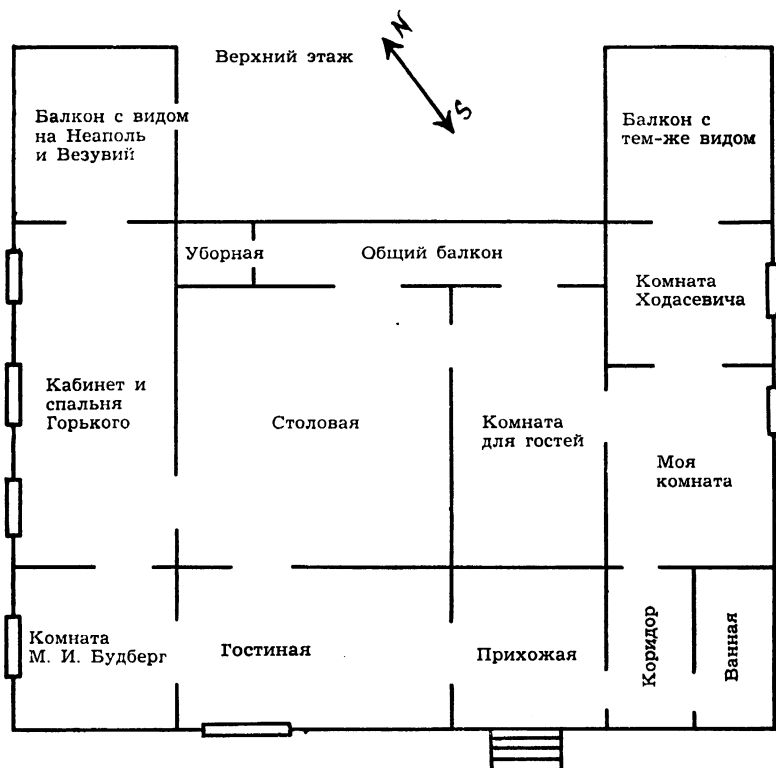 Верхний этаж
N
S
Балкон с видом
на Неаполь
и Везувий
Балкон с
тем-же видом
Уборная
Общий балкон
Комната
Ходасевича
Кабинет и
спальня
Горького
Столовая
Комната
для гостей
Моя
комната
Комната
М. И. Будберг
Гостиная
Прихожая
Коридор
Ванная